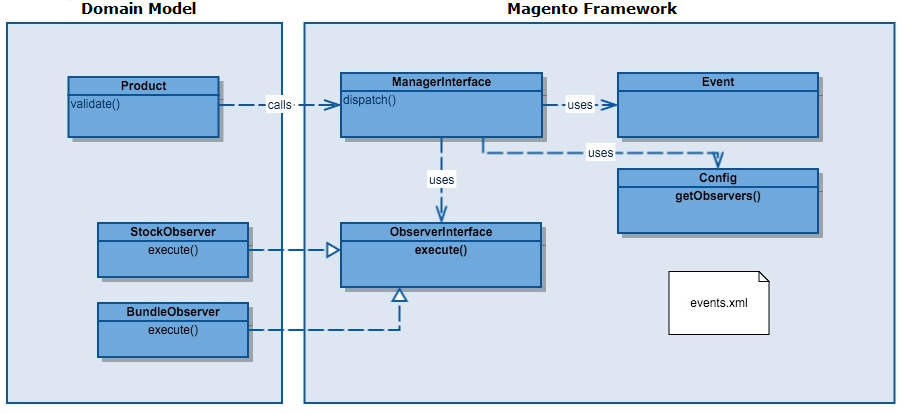 Domain Model
Magento Framework
Product
validate()
calls
ManagerInterface
dispatch()
uses
Event
uses
uses
Config
getObservers()
StockObserver
execute()
ObserverInterface
execute()
BundleObserver
execute()
events.xml